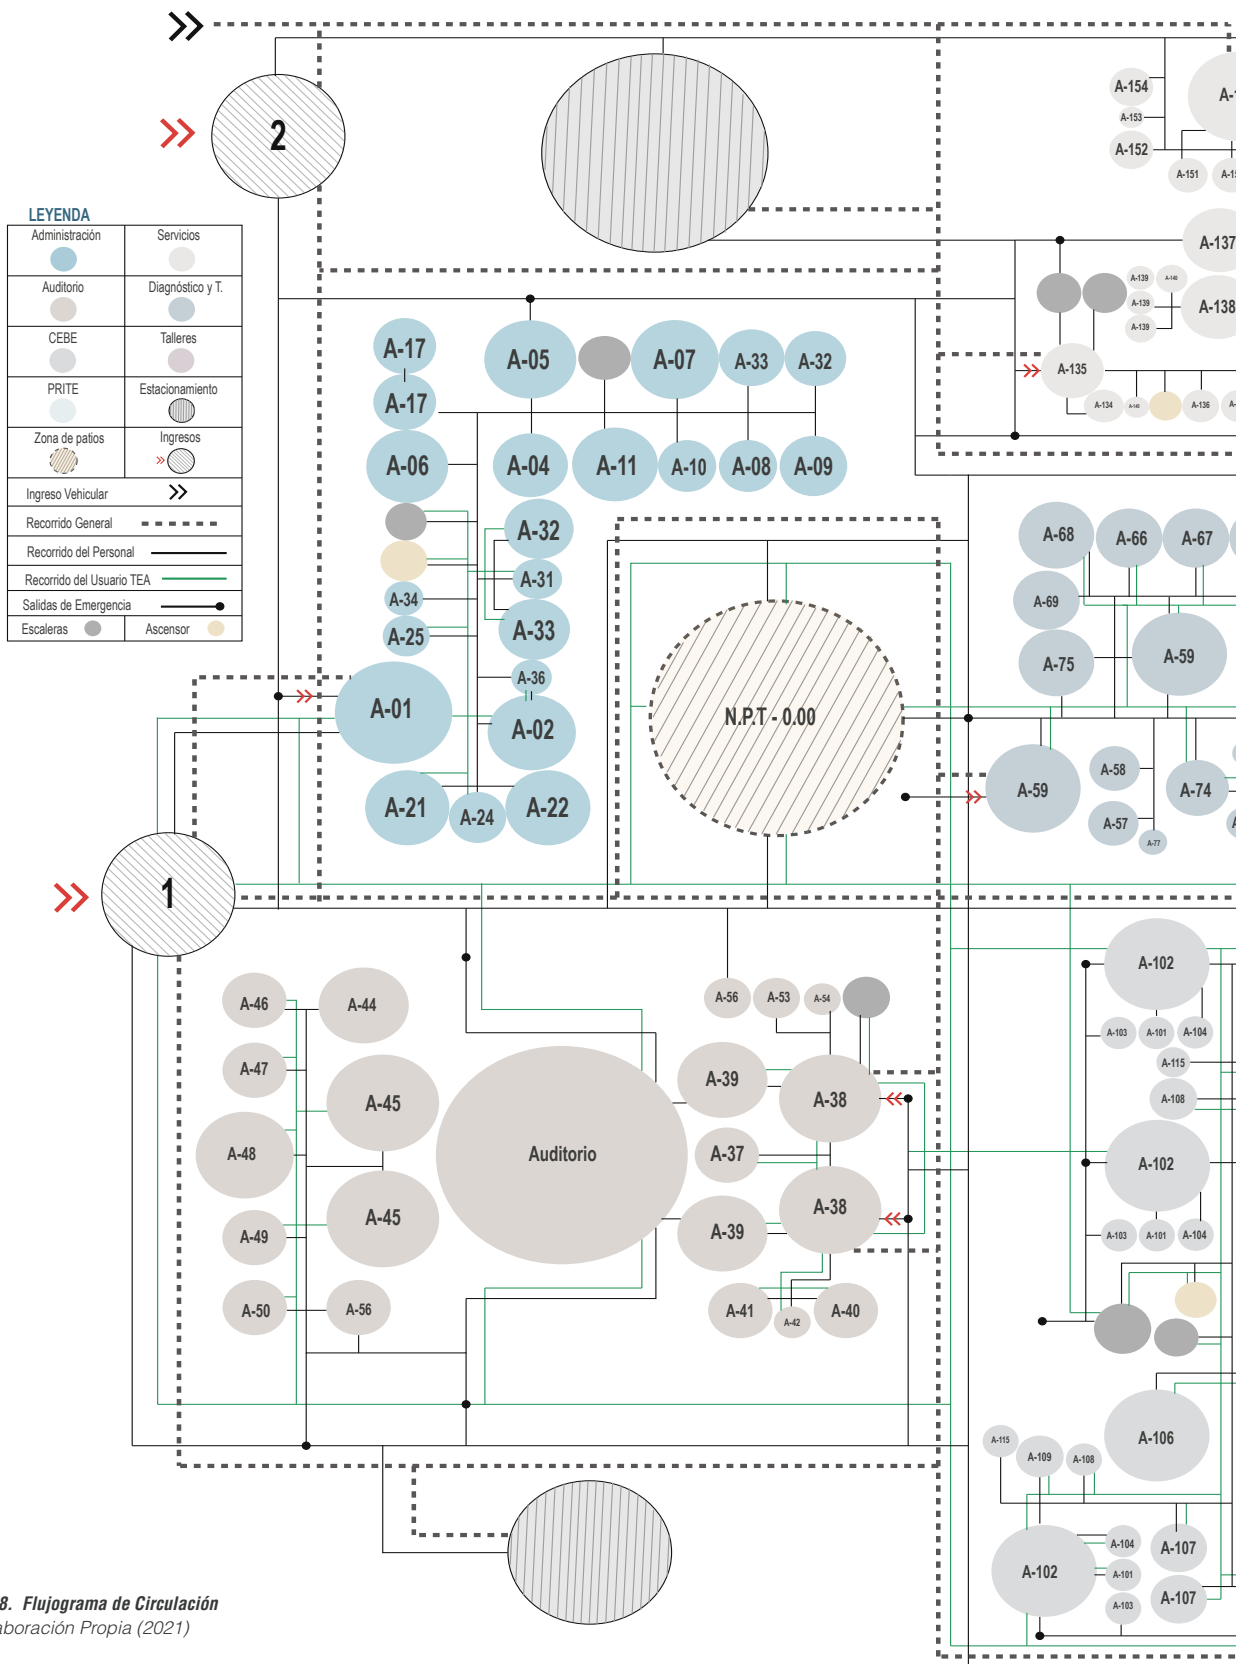 2
LEYENDA
Administración
Servicios
Auditorio
Diagnóstico y T.
CEBE
Talleres
PRITE
Estacionamiento
Zona de patios
Ingresos
Ingreso Vehicular
Recorrido General
Recorrido del Personal
Recorrido del Usuario TEA
Salidas de Emergencia
Escaleras
Ascensor
A-154
A-153
A-152
A-151
A-137
A-139
A-140
A-139
A-138
A-139
A-135
A-134
A-140
A-136
A-17
A-05
A-07
A-33
A-32
A-17
A-06
A-04
A-11
A-10
A-08
A-09
A-32
A-31
A-34
A-25
A-33
A-36
A-01
A-02
A-21
A-24
A-22
N.P.T - 0.00
A-68
A-66
A-67
A-69
A-75
A-59
A-59
A-58
A-74
A-57
A-77
1
A-46
A-44
A-47
A-45
A-48
A-45
A-49
A-50
A-56
Auditorio
A-56
A-53
A-54
A-39
A-38
A-37
A-38
A-39
A-41
A-42
A-40
A-102
A-103
A-101
A-104
A-115
A-108
A-102
A-103
A-101
A-104
A-106
A-115
A-109
A-108
A-102
A-104
A-101
A-103
A-107
A-107
8. Flujograma de Circulación
aboración Propia (2021)